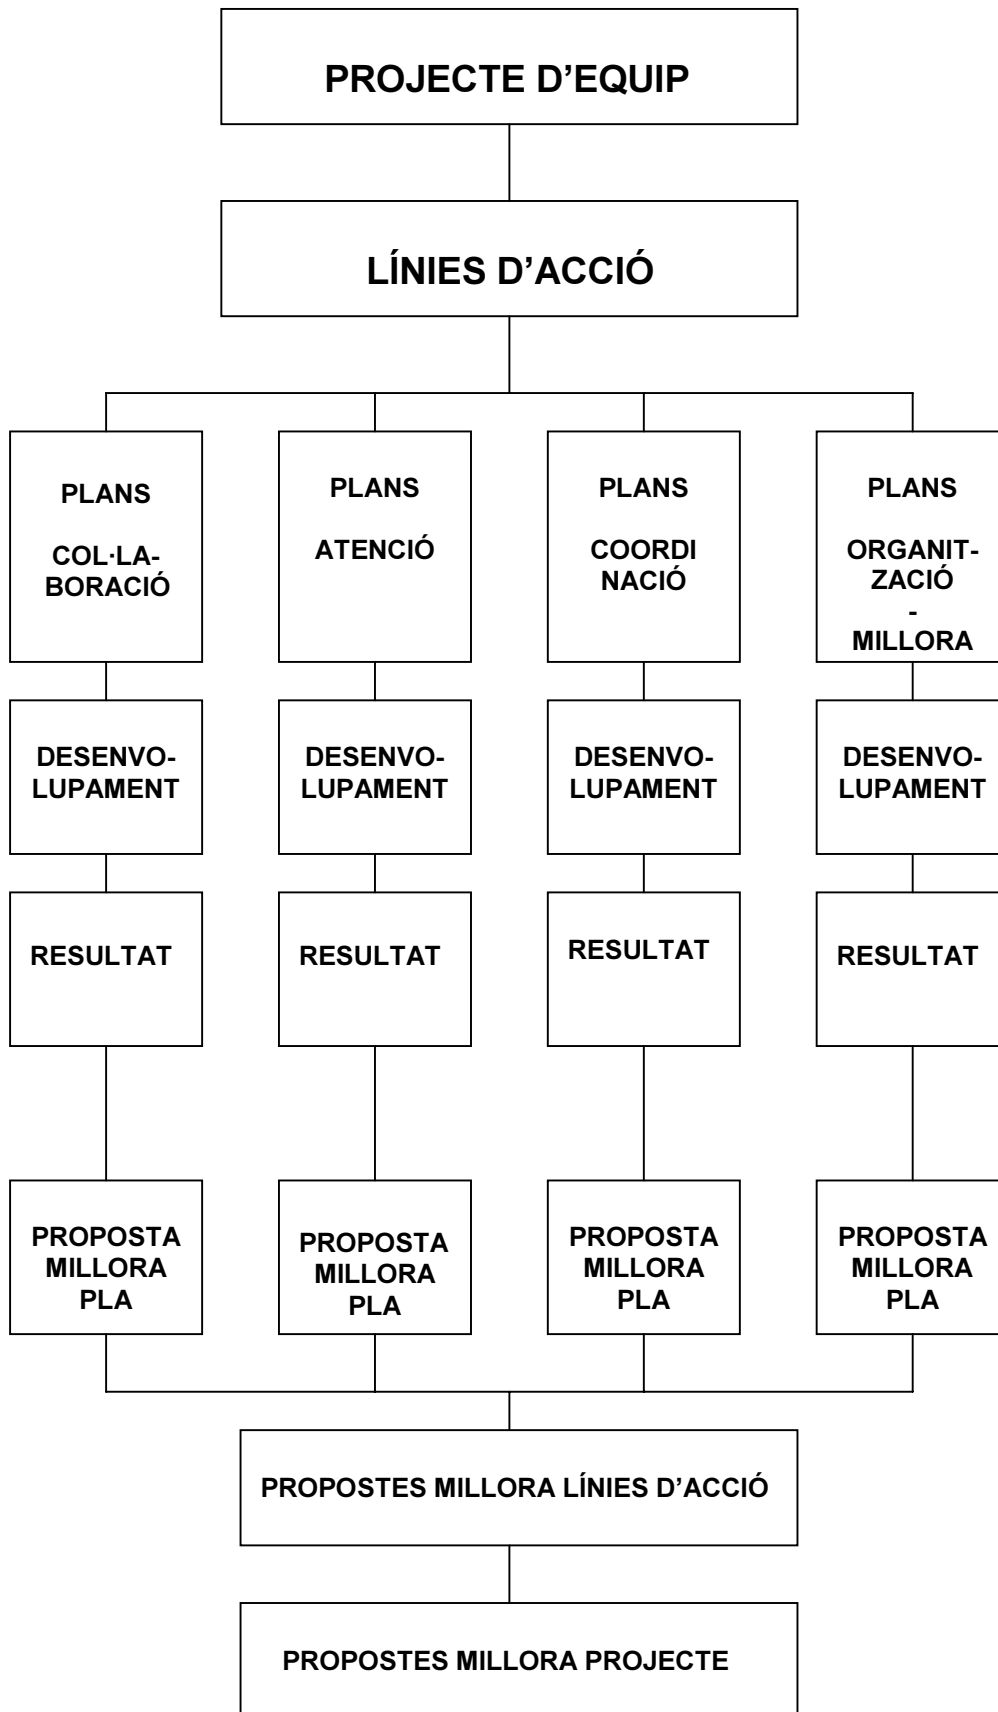 PROJECTE D’EQUIP
LÍNIES D’ACCIÓ
PLANS
COL·LA-
BORACIÓ
PLANS
ATENCIÓ
PLANS
COORDI
NACIÓ
PLANS
ORGANIT-
ZACIÓ
-
MILLORA
DESENVO-
LUPAMENT
DESENVO-
LUPAMENT
DESENVO-
LUPAMENT
DESENVO-
LUPAMENT
RESULTAT
RESULTAT
RESULTAT
RESULTAT
PROPOSTA
MILLORA
PLA
PROPOSTA
MILLORA
PLA
PROPOSTA
MILLORA
PLA
PROPOSTA
MILLORA
PLA
PROPOSTES MILLORA LÍNIES D’ACCIÓ
PROPOSTES MILLORA PROJECTE